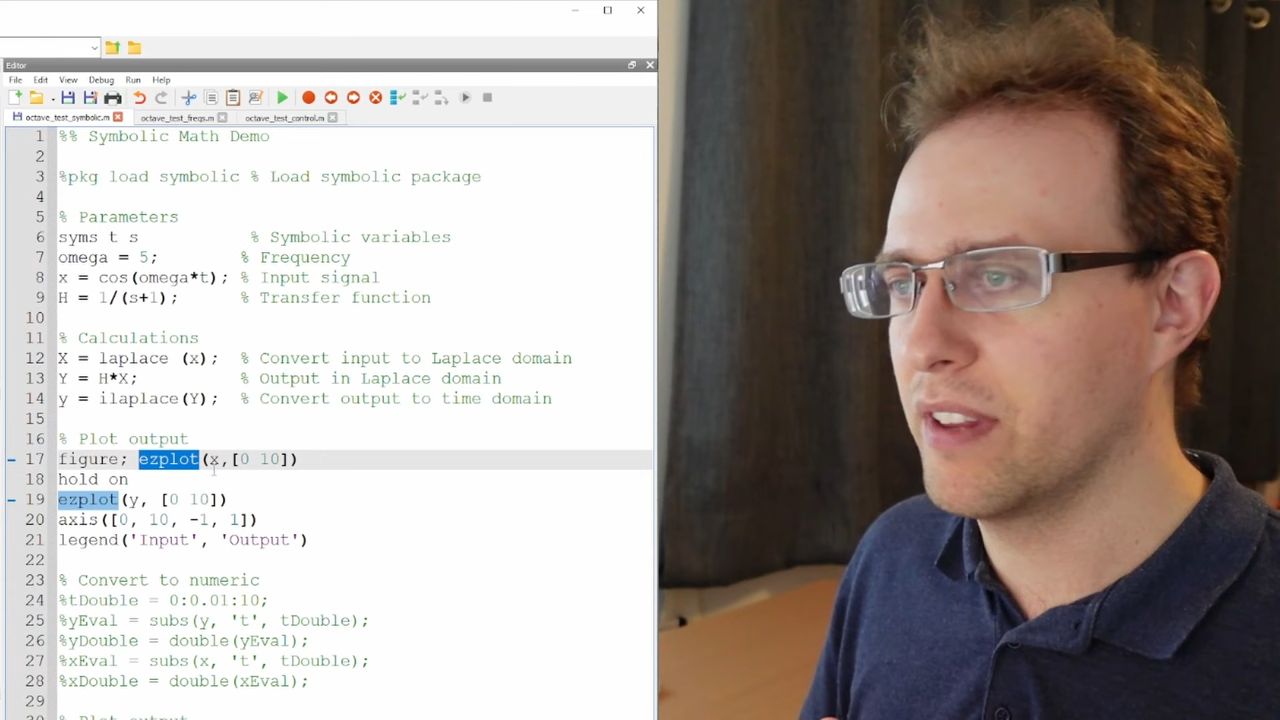 Editor
File Edit View Debug Run Help
octave_test_symbolic.m octave_test_freqs.m octave_test_control.m
1 %% Symbolic Math Demo
2
3 %pkg load symbolic % Load symbolic package
4
5 % Parameters
6 syms t s % Symbolic variables
7 omega = 5; % Frequency
8 x = cos(omega*t); % Input signal
9 H = 1/(s+1); % Transfer function
10
11 % Calculations
12 X = laplace (x); % Convert input to Laplace domain
13 Y = H*X; % Output in Laplace domain
14 y = ilaplace(Y); % Convert output to time domain
15
16 % Plot output
17 figure; ezplot(x,[0 10])
18 hold on
19 ezplot(y, [0 10])
20 axis([0, 10, -1, 1])
21 legend('Input', 'Output')
22
23 % Convert to numeric
24 %tDouble = 0:0.01:10;
25 %yEval = subs(y, 't', tDouble);
26 %yDouble = double(yEval);
27 %xEval = subs(x, 't', tDouble);
28 %xDouble = double(xEval);
29
30 % Plot output